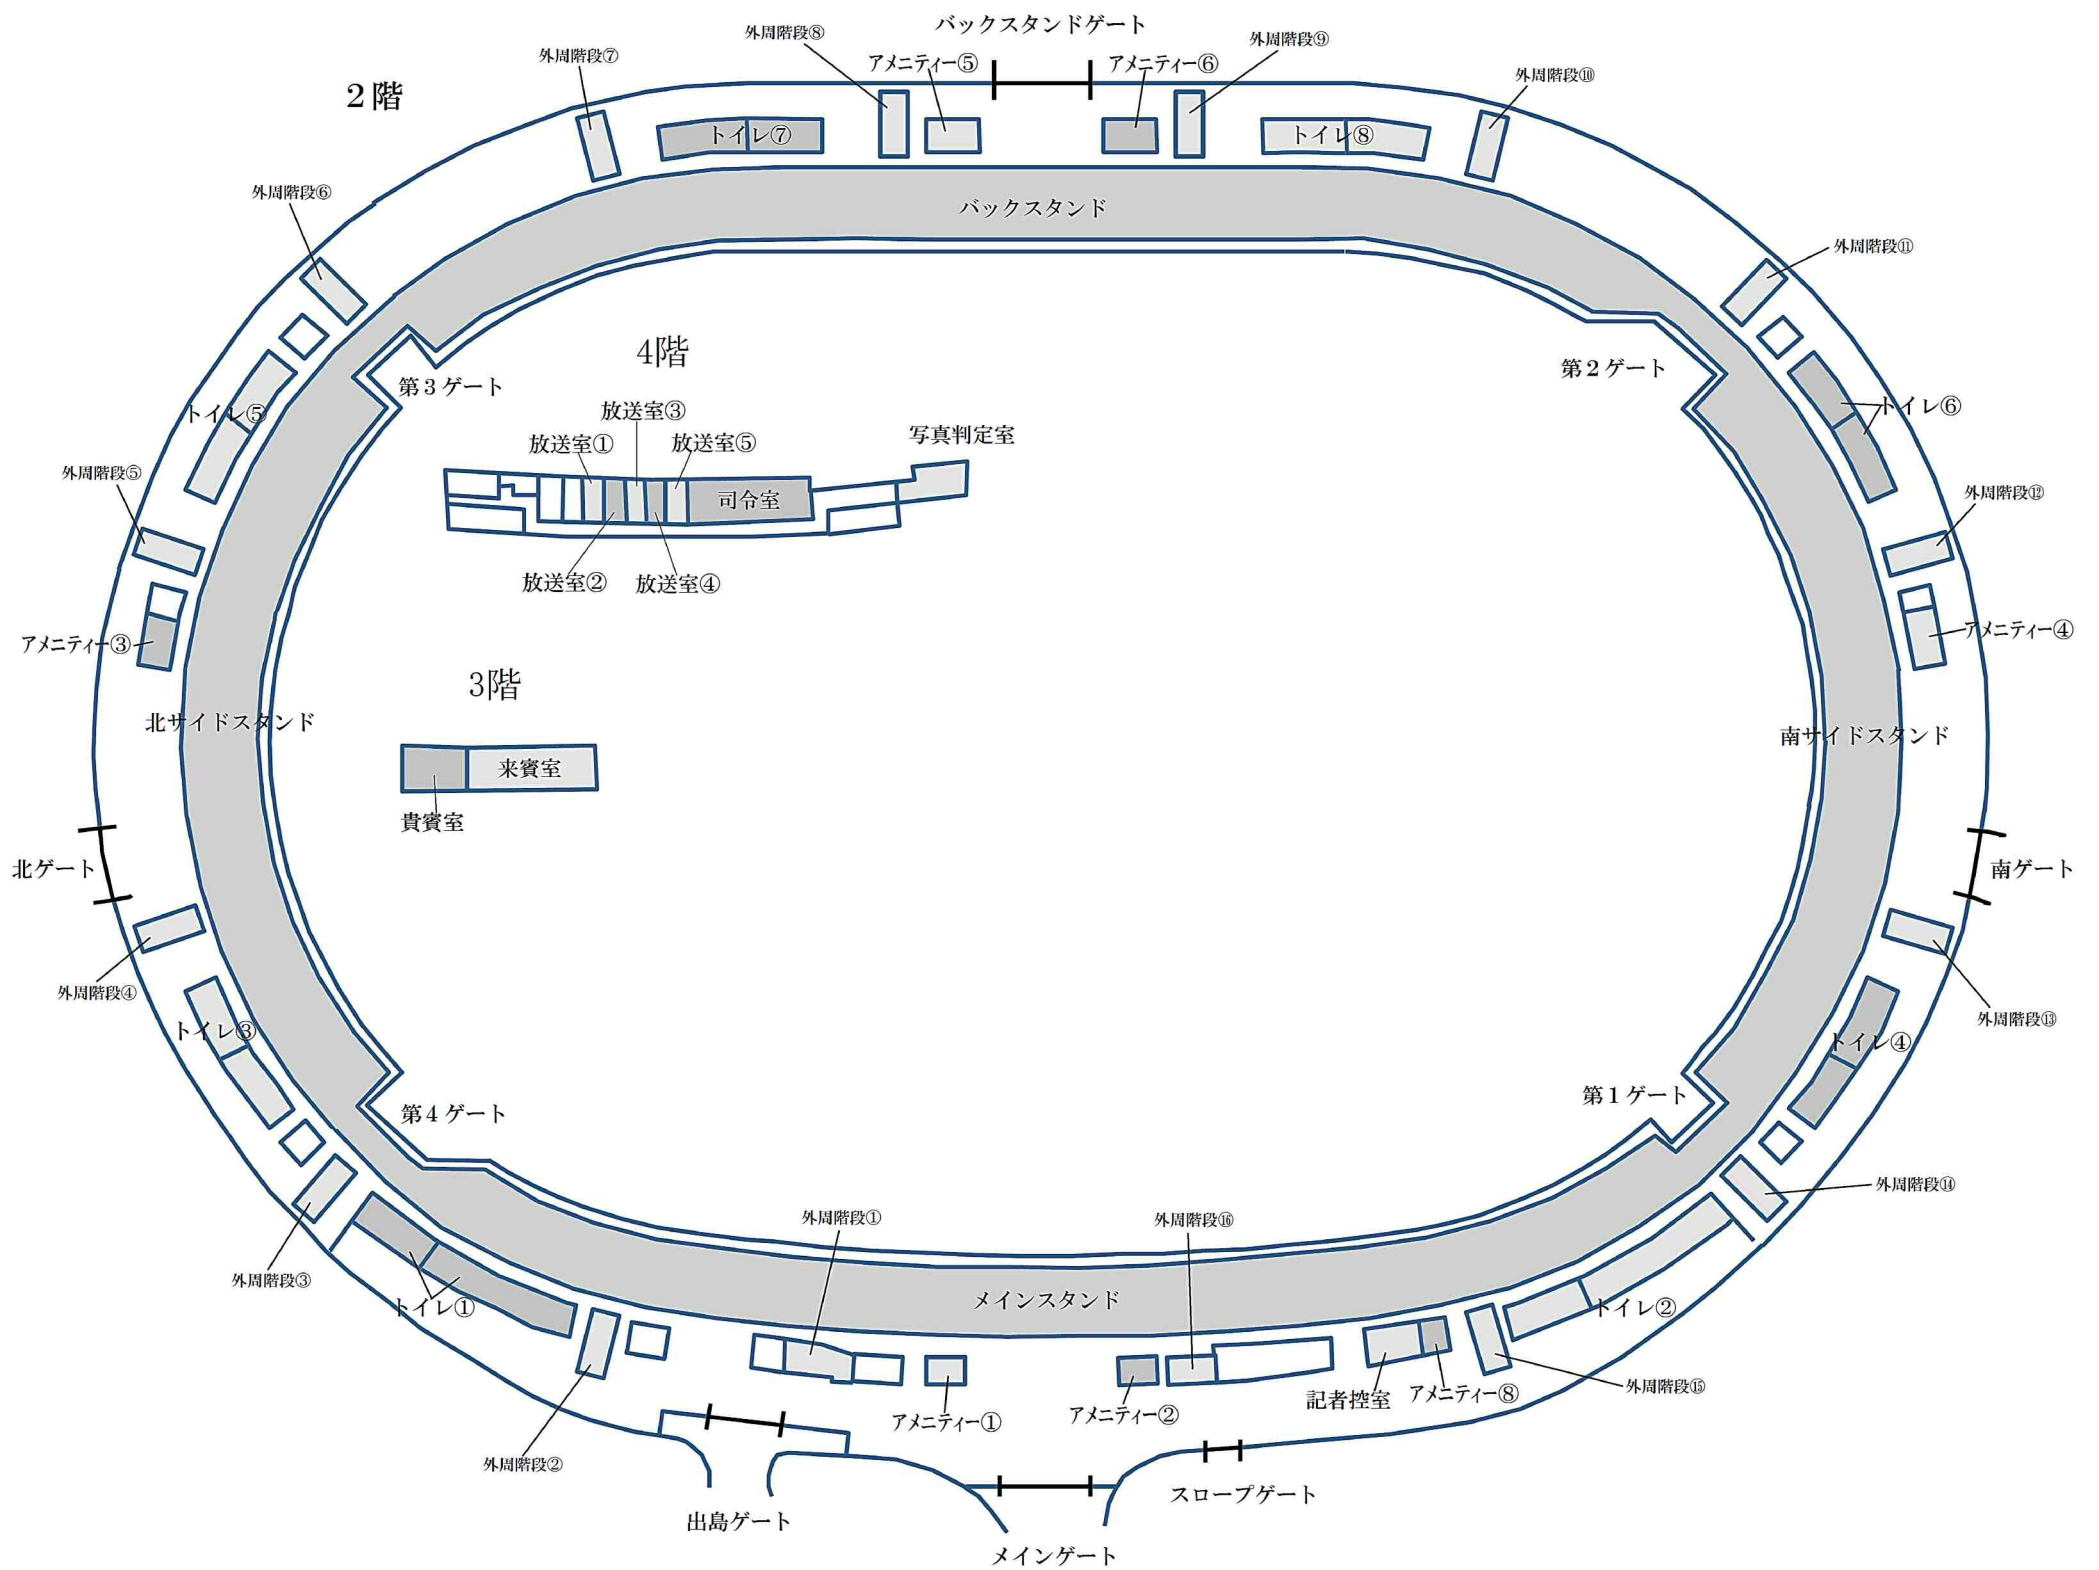 バックスタンドゲート
外周階段⑧
外周階段⑨
外周階段⑦
アメニティー⑤
アメニティー⑥
外周階段⑩
2階
トイレ⑦
トイレ⑧
外周階段⑥
バックスタンド
外周階段⑪
4階
第3ゲート
第2ゲート
トイレ⑤
放送室③
トイレ⑥
放送室①
放送室⑤
写真判定室
外周階段⑤
司令室
外周階段⑫
放送室②
放送室④
アメニティー③
アメニティー④
3階
北サイドスタンド
南サイドスタンド
来賓室
貴賓室
北ゲート
南ゲート
外周階段④
外周階段⑬
トイレ③
トイレ④
第4ゲート
第1ゲート
外周階段⑭
外周階段①
外周階段⑯
外周階段③
トイレ①
メインスタンド
トイレ②
外周階段⑮
記者控室
アメニティー⑧
アメニティー①
アメニティー②
外周階段②
スロープゲート
出島ゲート
メインゲート